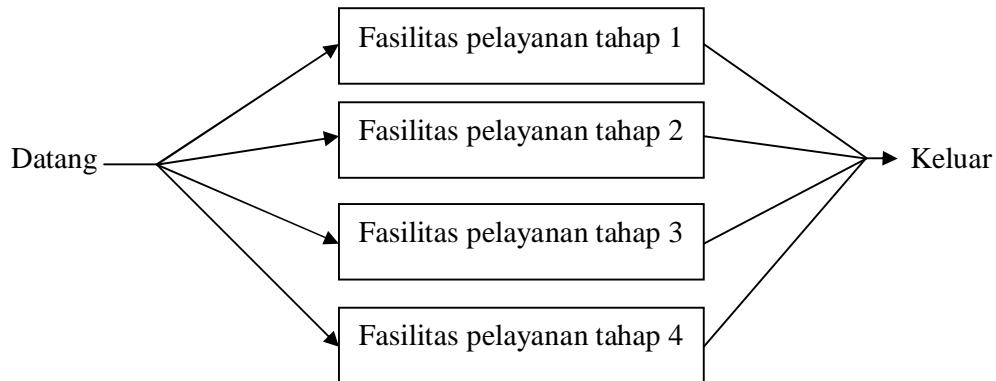 Fasilitas pelayanan tahap 1
Fasilitas pelayanan tahap 2
Datang
Keluar
Fasilitas pelayanan tahap 3
Fasilitas pelayanan tahap 4